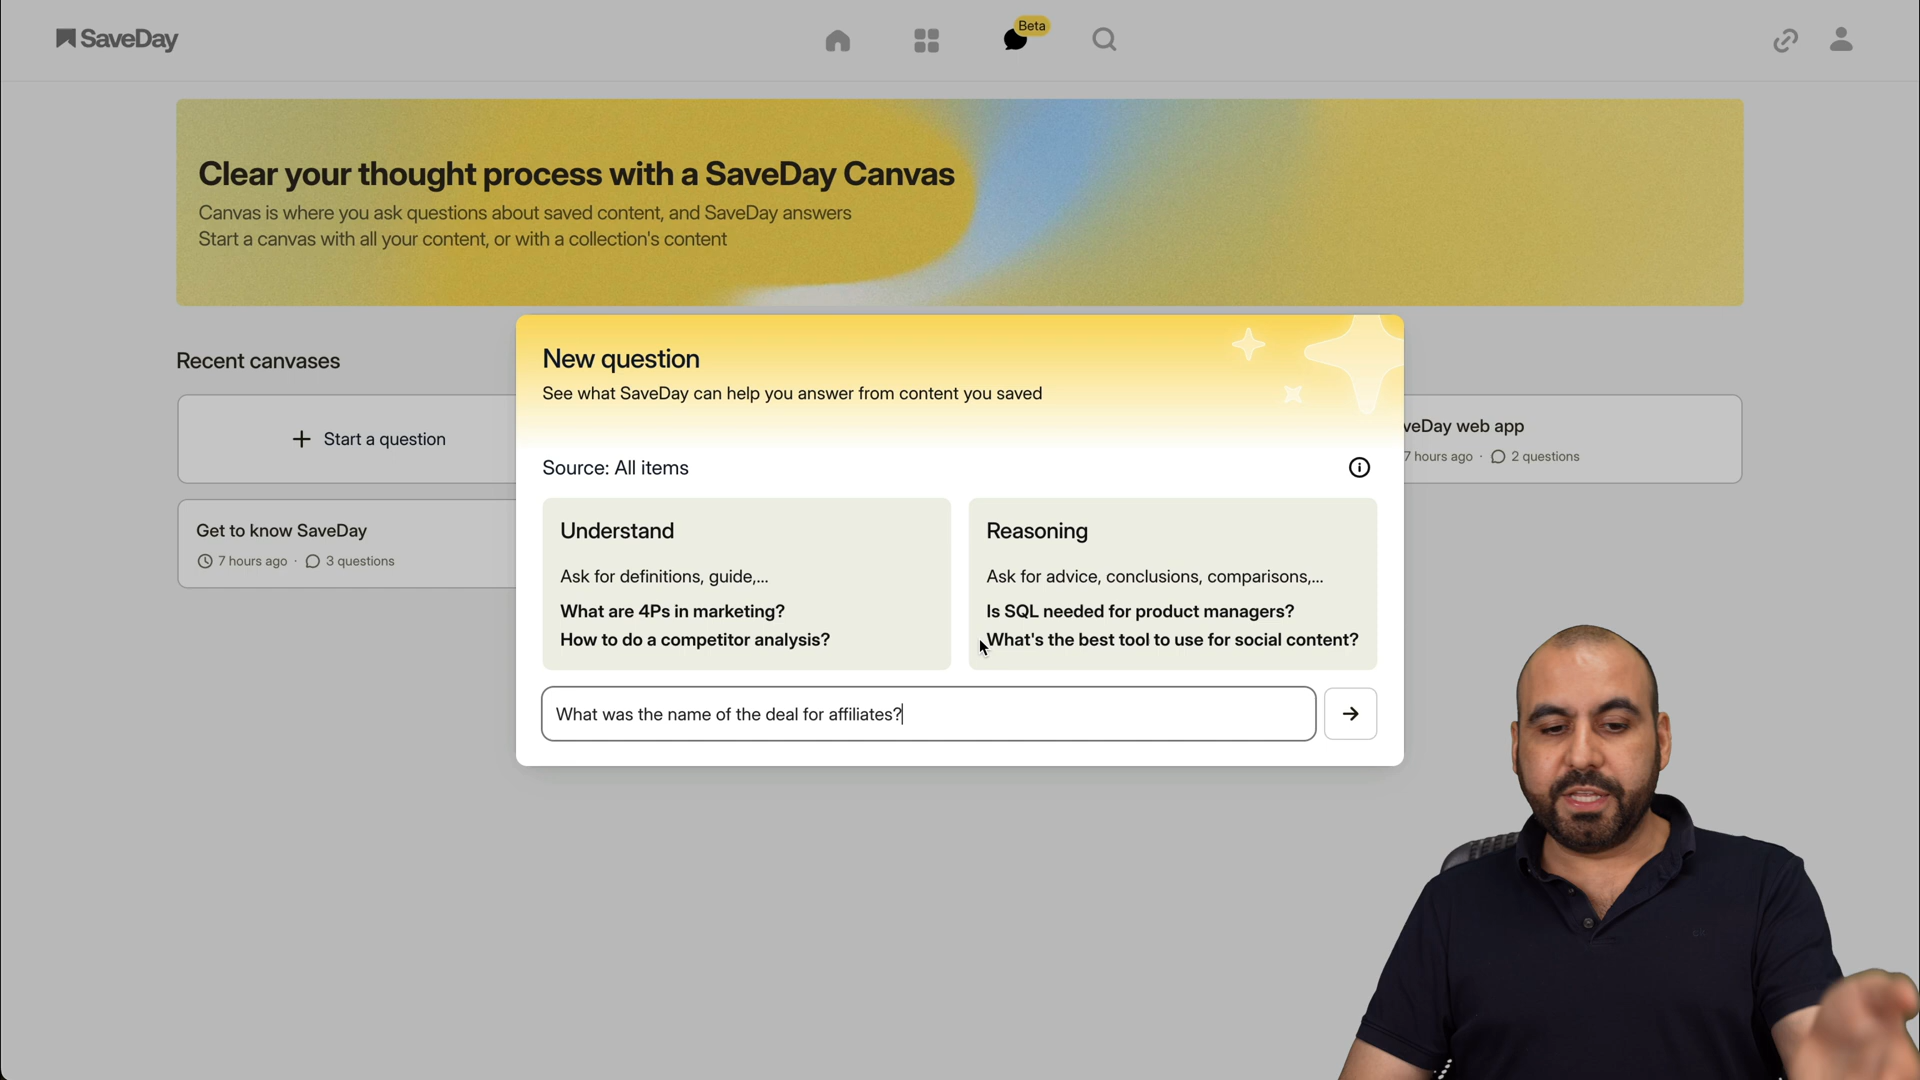 SaveDay
Beta
Clear your thought process with a SaveDay Canvas
Canvas is where you ask questions about saved content, and SaveDay answers
Start a canvas with all your content, or with a collection's content
Recent canvases
Start a question
veDay web app
7 hours ago · 2 questions
Get to know SaveDay
7 hours ago · 3 questions
New question
See what SaveDay can help you answer from content you saved
Source: All items
Understand
Ask for definitions, guide,...
What are 4Ps in marketing?
How to do a competitor analysis?
Reasoning
Ask for advice, conclusions, comparisons,...
Is SQL needed for product managers?
What's the best tool to use for social content?
What was the name of the deal for affiliates?